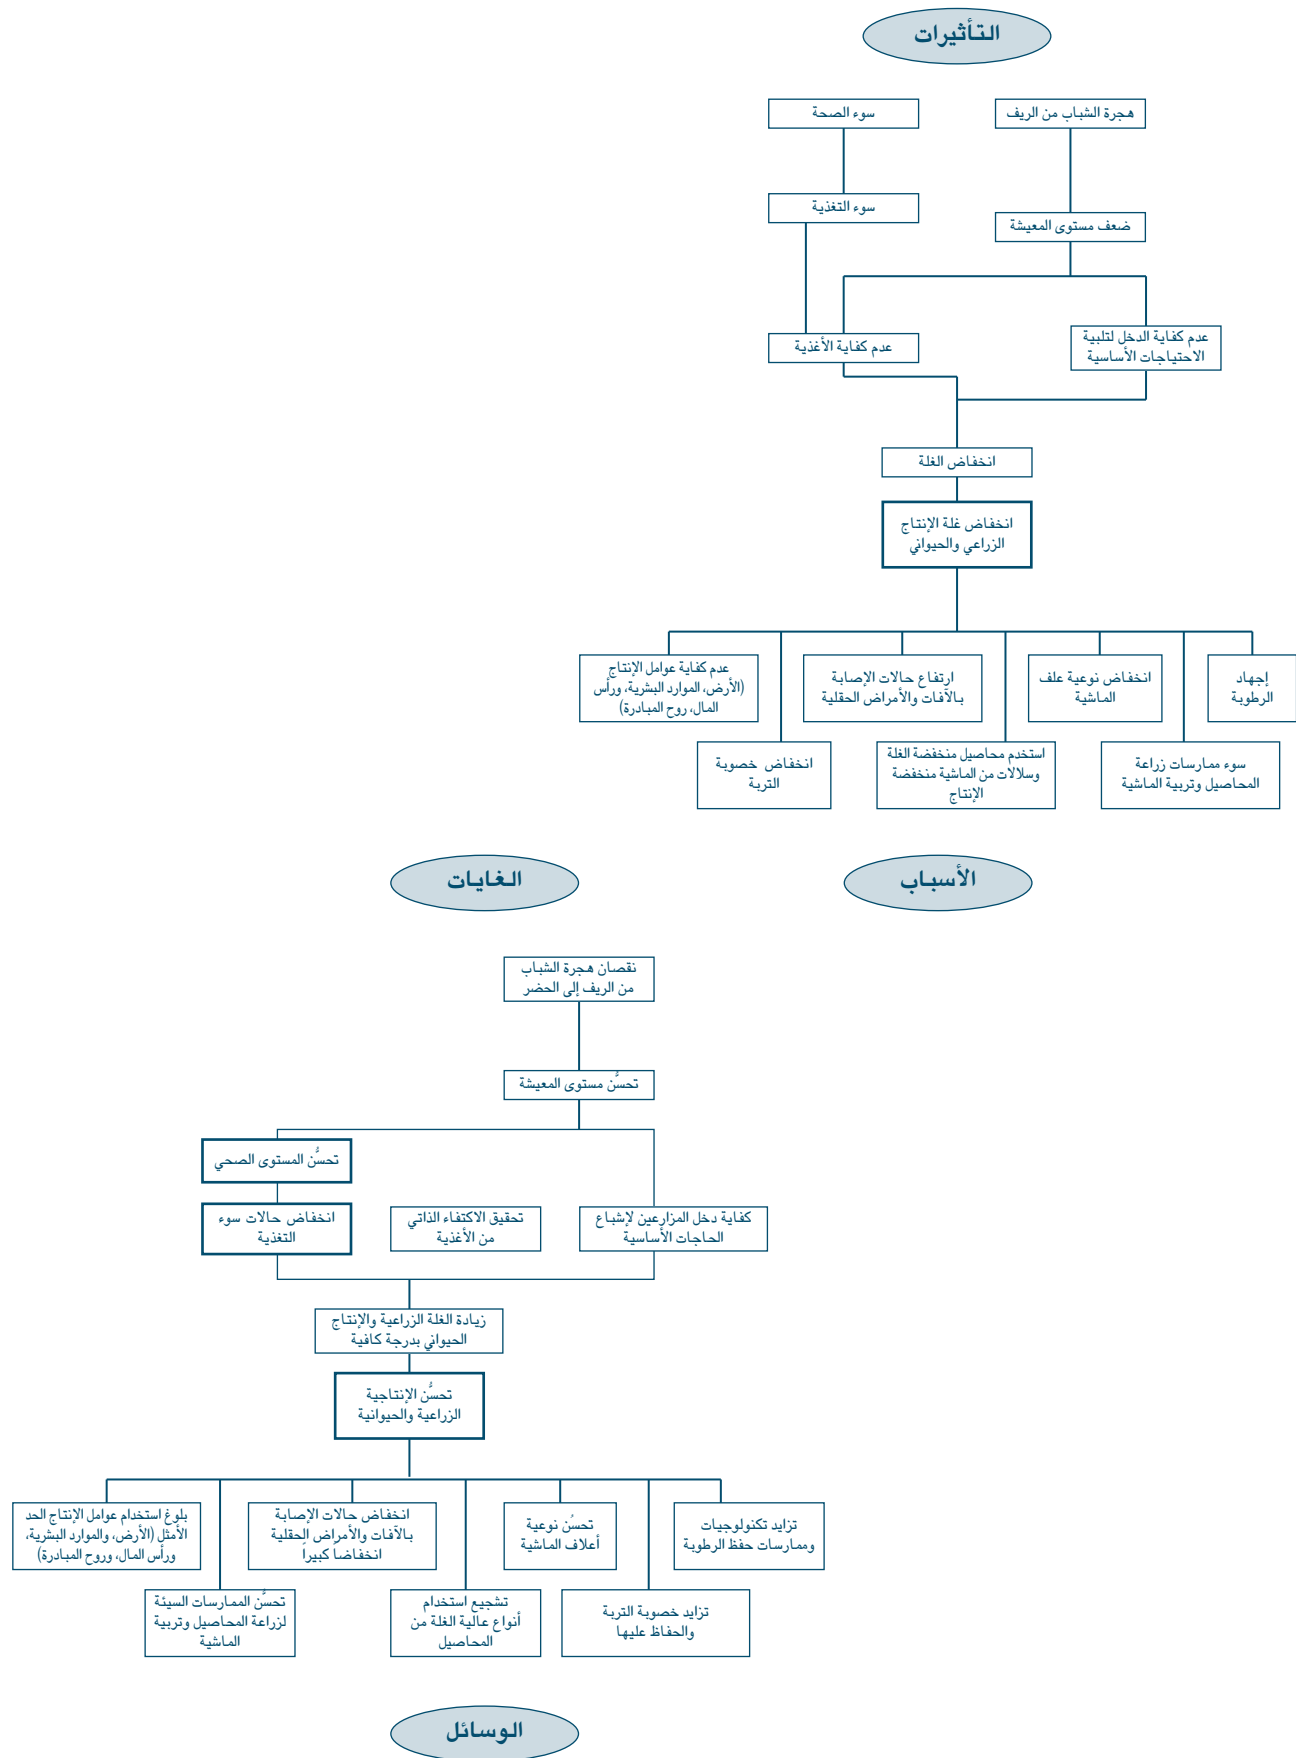 التأثيرات
هجرة الشباب من الريف
سوء الصحة
سوء التغذية
ضعف مستوى المعيشة
عدم كفاية الدخل لتلبية
الاحتياجات الأساسية
عدم كفاية الأغذية
انخفاض الغلة
انخفاض غلة الإنتاج
الزراعي والحيواني
إجهاد
الرطوبة
انخفاض نوعية علف
الماشية
ارتفاع حالات الإصابة
بالآفات والأمراض الحقلية
عدم كفاية عوامل الإنتاج
(الأرض، الموارد البشرية، ورأس
المال، روح المبادرة)
سوء ممارسات زراعة
المحاصيل وتربية الماشية
استخدم محاصيل منخفضة الغلة
وسلالات من الماشية منخفضة
الإنتاج
انخفاض خصوبة
التربة
الأسباب
الغايات
نقصان هجرة الشباب
من الريف إلى الحضر
تحسُّن مستوى المعيشة
تحسُّن المستوى الصحي
كفاية دخل المزارعين لإشباع
الحاجات الأساسية
تحقيق الاكتفاء الذاتي
من الأغذية
انخفاض حالات سوء
التغذية
زيادة الغلة الزراعية والإنتاج
الحيواني بدرجة كافية
تحسُّن الإنتاجية
الزراعية والحيوانية
تزايد تكنولوجيات
وممارسات حفظ الرطوبة
تحسُن نوعية
أعلاف الماشية
انخفاض حالات الإصابة
بالآفات والأمراض الحقلية
انخفاضاً كبيراً
بلوغ استخدام عوامل الإنتاج الحد
الأمثل (الأرض، والموارد البشرية،
ورأس المال، وروح المبادرة)
تزايد خصوبة التربة
والحفاظ عليها
تشجيع استخدام
أنواع عالية الغلة من
المحاصيل
تحسُّن الممارسات السيئة
لزراعة المحاصيل وتربية
الماشية
الوسائل